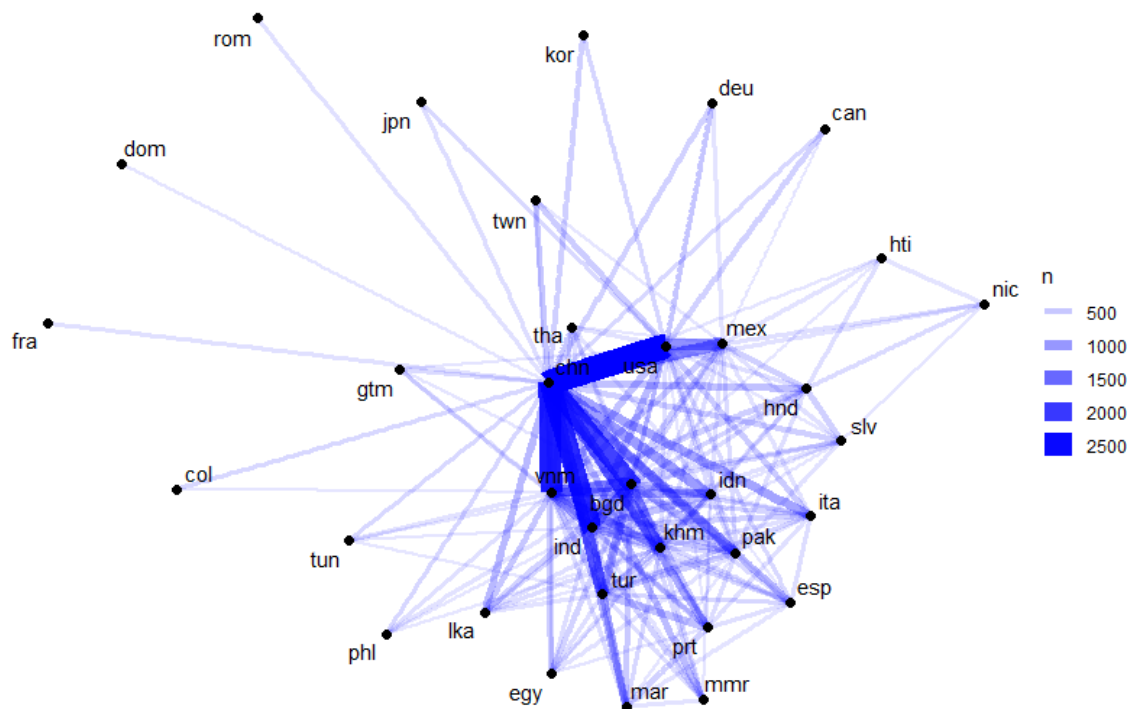 rom
kor
deu
jpn
can
dom
twn
hti
n
nic
500
tha
mex
fra
1000
chn
usa
1500
gtm
hnd
2000
slv
2500
col
vnm
idn
bgd
ita
khm
pak
tun
ind
tur
esp
lka
phl
prt
egy
mar
mmr